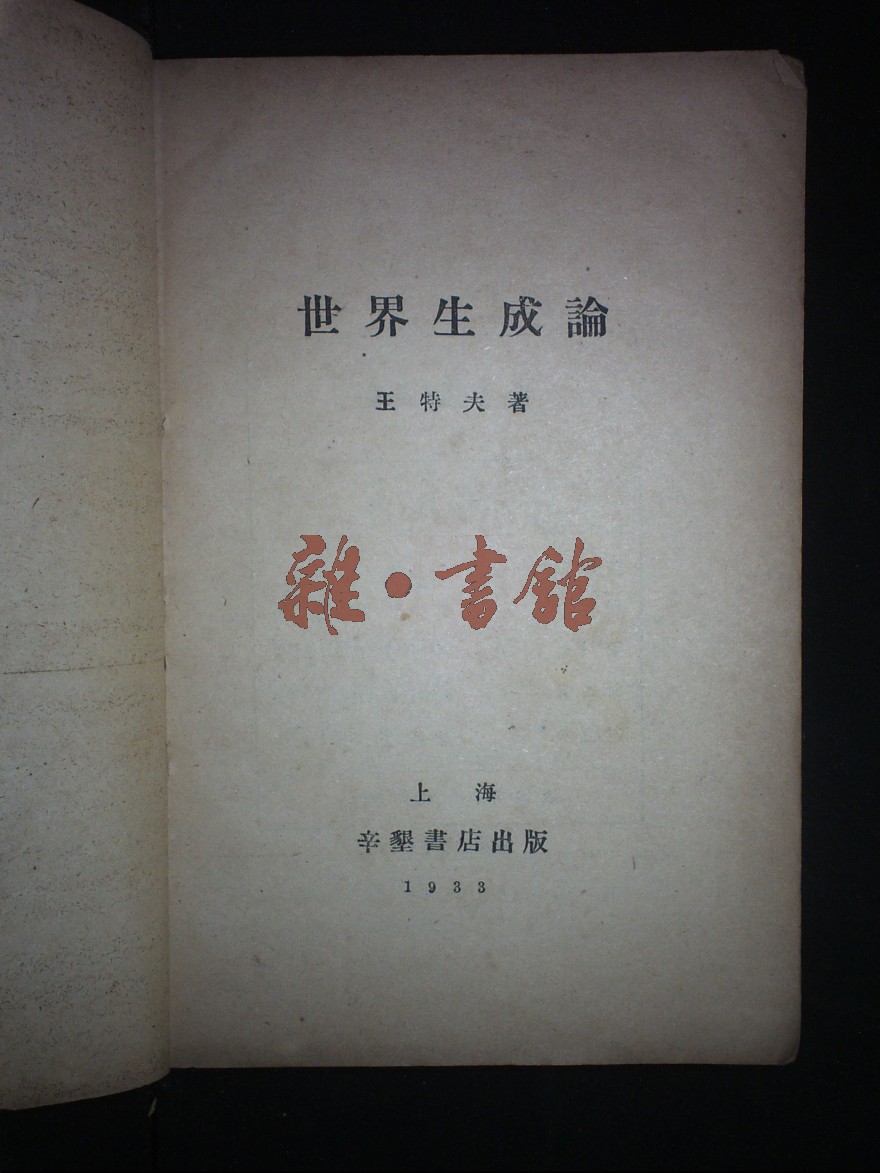 世界生成論
王特夫著
雜·書館
上海
辛墾書店出版
1933